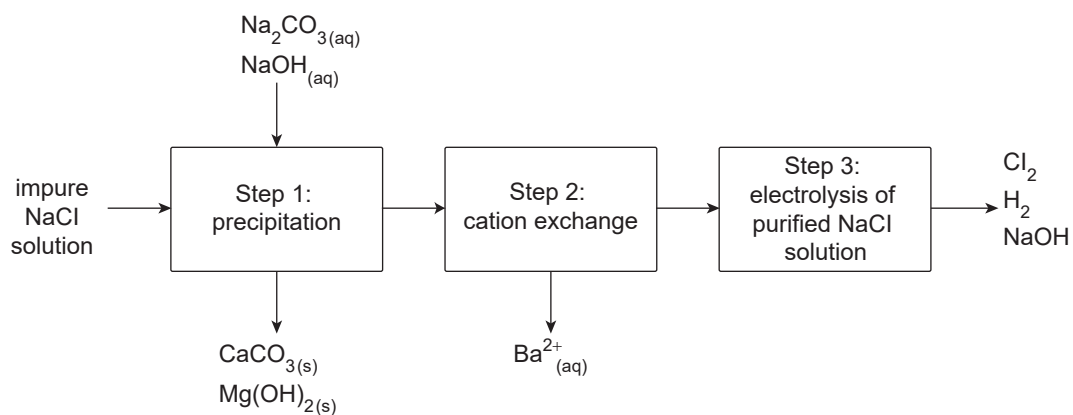 Na₂CO₃(aq)
NaOH(aq)
impure
NaCl
solution
Step 1:
precipitation
Step 2:
cation exchange
Step 3:
electrolysis of
purified NaCl
solution
Cl₂
H₂
NaOH
CaCO₃(s)
Mg(OH)₂(s)
Ba²⁺(aq)